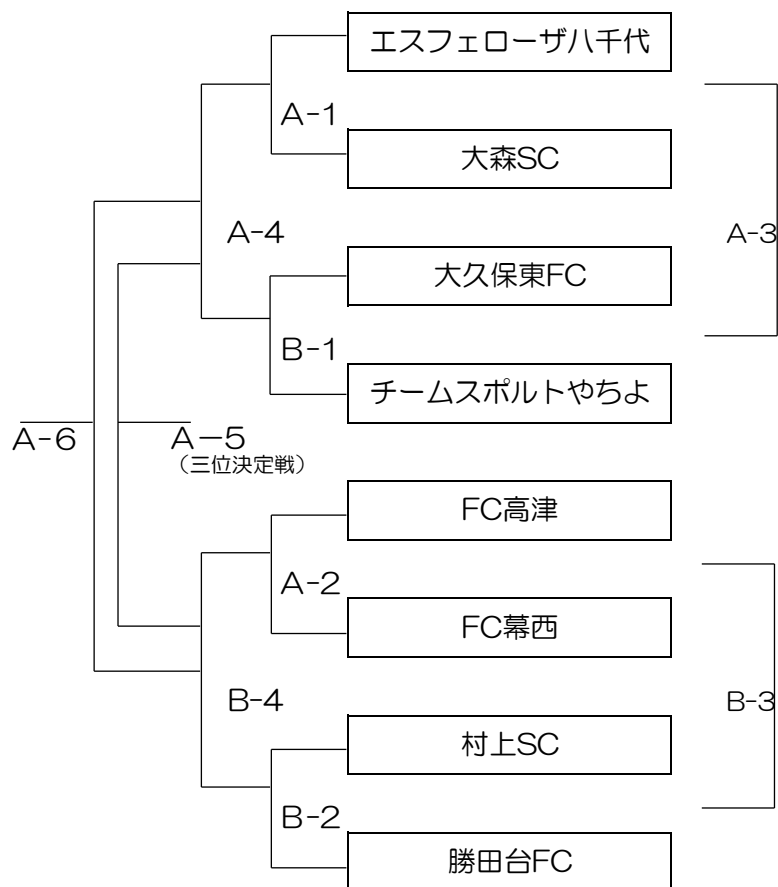 エスフェローザ八千代
A-1
大森SC
A-4
A-3
大久保東FC
B-1
チームスポルトやちよ
A-6
A－5
（三位決定戦）
FC高津
A-2
FC幕西
B-4
B-3
村上SC
B-2
勝田台FC